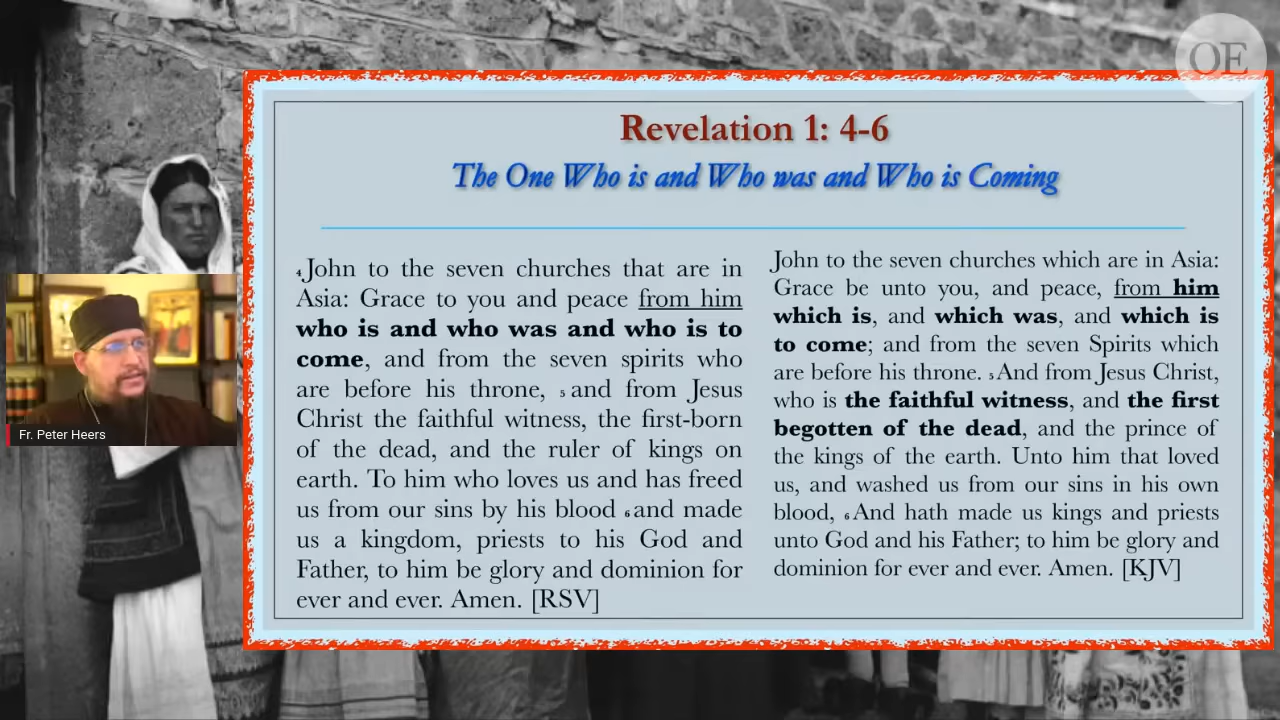 OE
Revelation 1: 4-6
The One Who is and Who was and Who is Coming
4 John to the seven churches that are in
Asia: Grace to you and peace from him
who is and who was and who is to
come, and from the seven spirits who
are before his throne, 5 and from Jesus
Christ the faithful witness, the first-born
of the dead, and the ruler of kings on
earth. To him who loves us and has freed
us from our sins by his blood 6 and made
us a kingdom, priests to his God and
Father, to him be glory and dominion for
ever and ever. Amen. [RSV]
John to the seven churches which are in Asia:
Grace be unto you, and peace, from him
which is, and which was, and which is
to come; and from the seven Spirits which
are before his throne. 5 And from Jesus Christ,
who is the faithful witness, and the first
begotten of the dead, and the prince of
the kings of the earth. Unto him that loved
us, and washed us from our sins in his own
blood, 6 And hath made us kings and priests
unto God and his Father; to him be glory and
dominion for ever and ever. Amen. [KJV]
Fr. Peter Heers